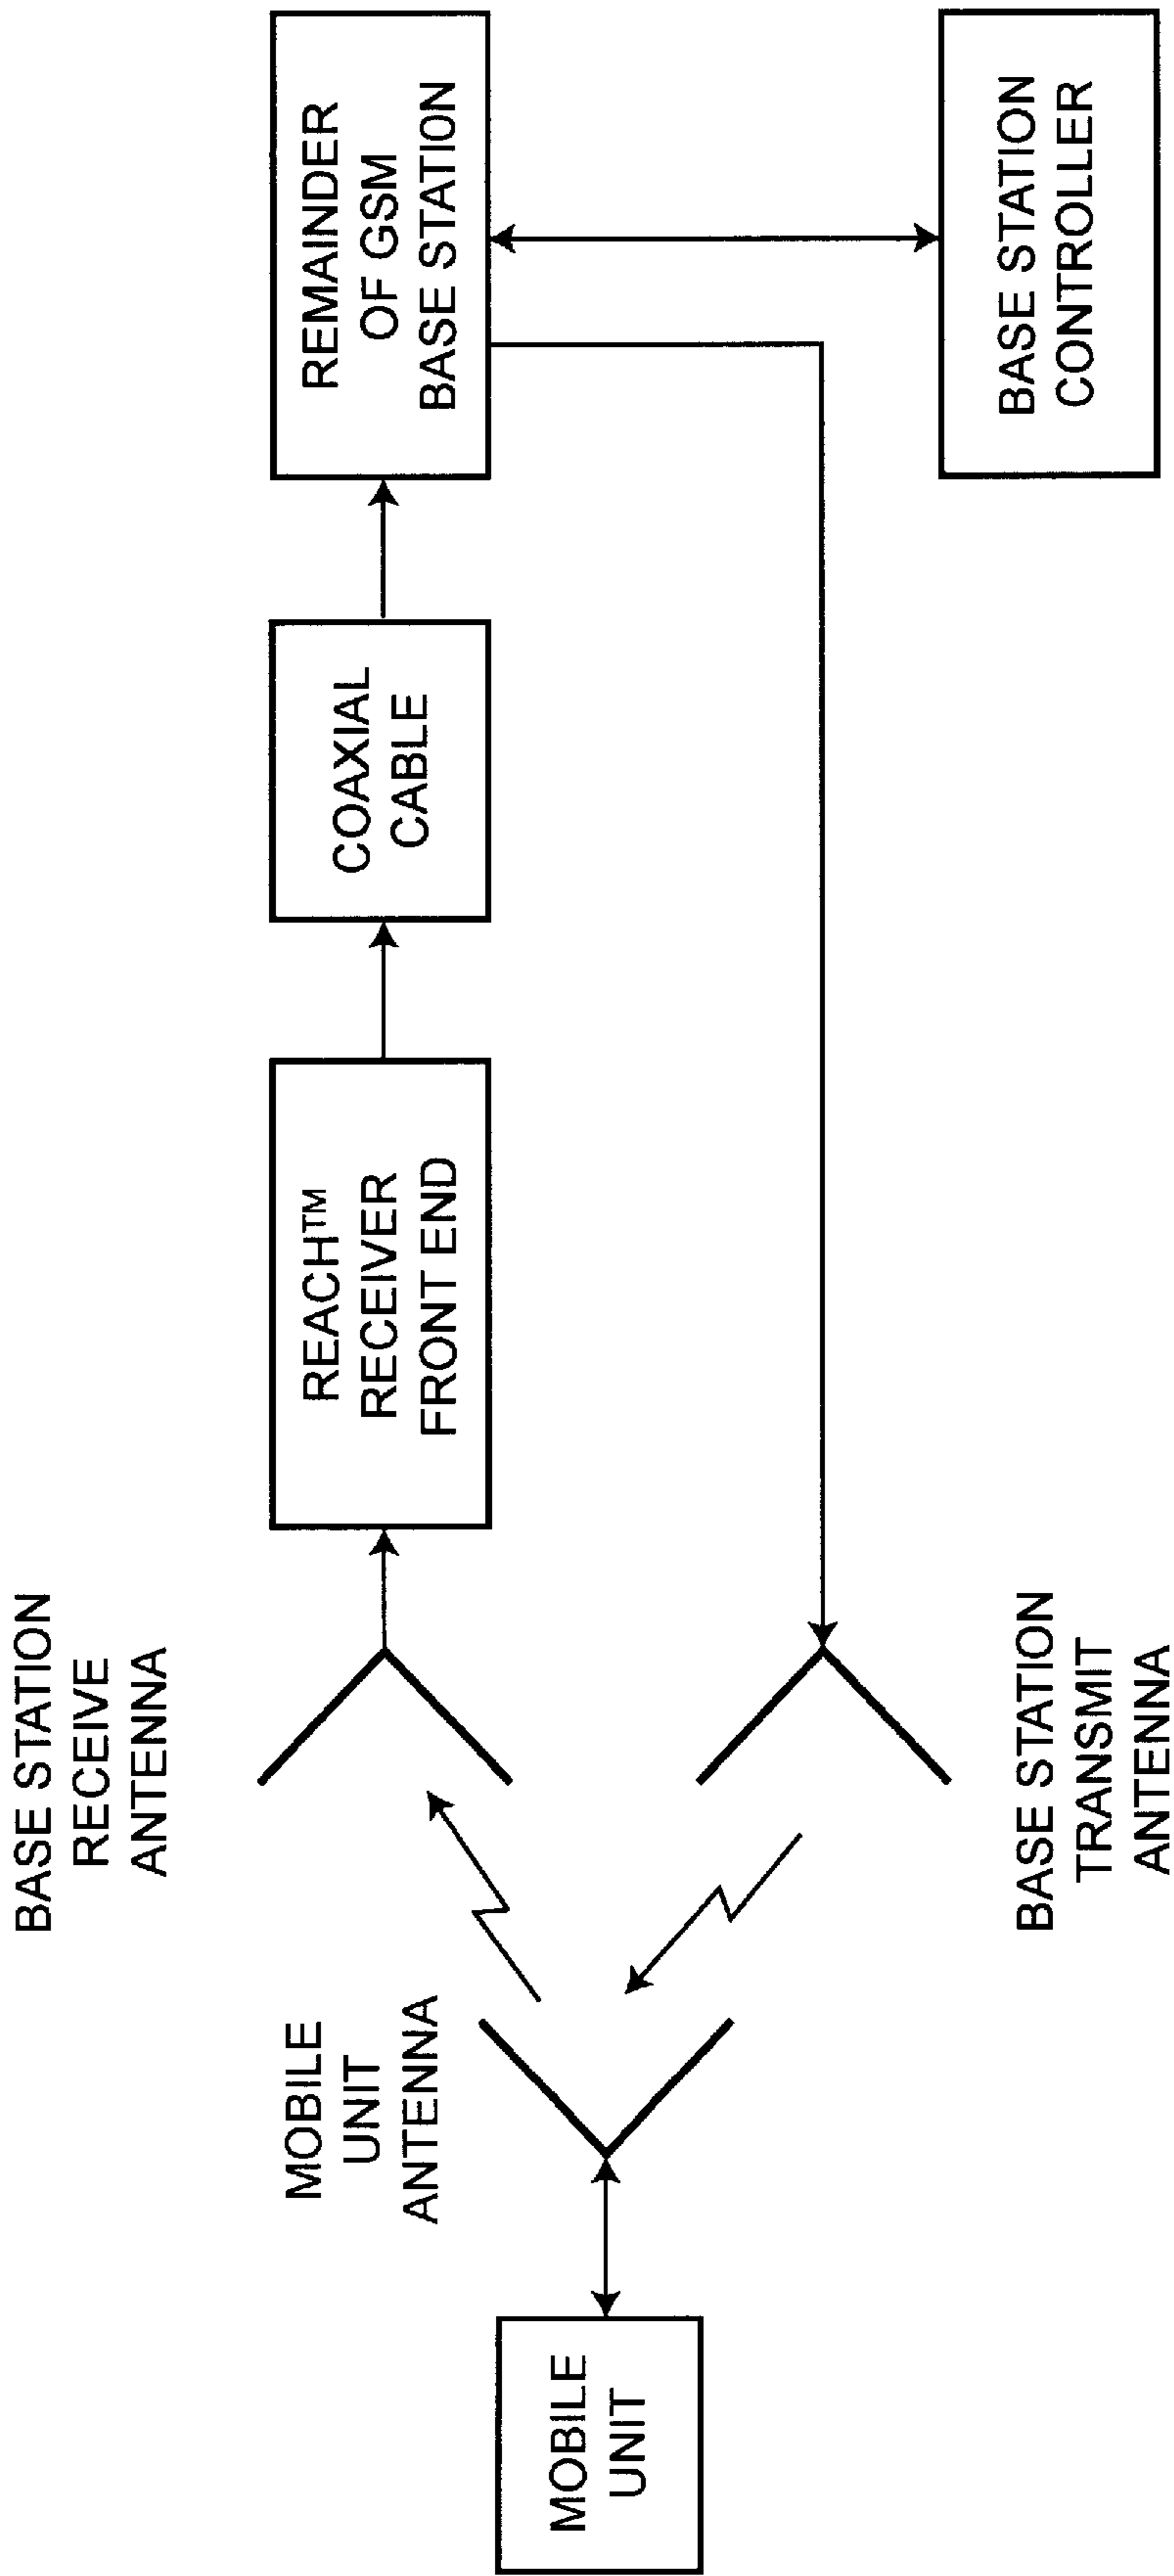 BASE STATION
RECEIVE
ANTENNA
MOBILE
UNIT
ANTENNA
REACH™
RECEIVER
FRONT END
COAXIAL
CABLE
REMAINDER
OF GSM
BASE STATION
MOBILE
UNIT
BASE STATION
TRANSMIT
ANTENNA
BASE STATION
CONTROLLER